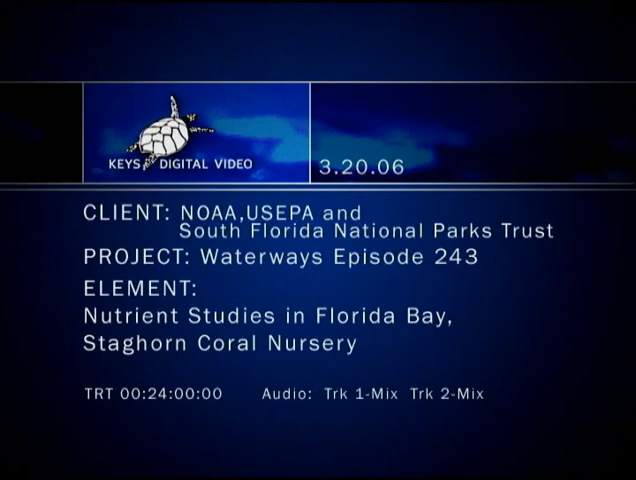 KEYS DIGITAL VIDEO
3.20.06
CLIENT: NOAA,USEPA and
South Florida National Parks Trust
PROJECT: Waterways Episode 243
ELEMENT:
Nutrient Studies in Florida Bay,
Staghorn Coral Nursery
TRT 00:24:00:00 Audio: Trk 1-Mix Trk 2-Mix